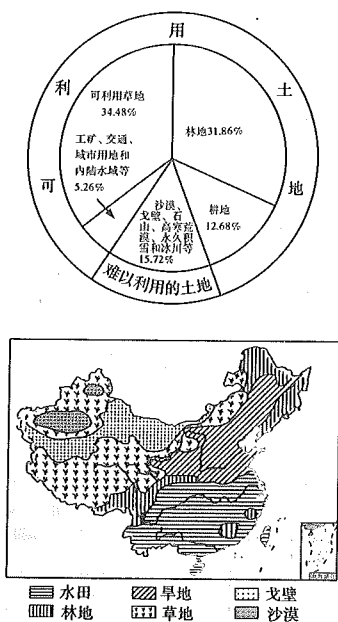 可利用土地
可利用草地
34.48%
林地31.86%
工矿、交通、
城市用地和
内陆水域等
5.26%
耕地
12.68%
沙漠、
戈壁、石
山、高寒荒
漠、永久积
雪和冰川等
15.72%
难以利用的土地
水田
旱地
戈壁
林地
草地
沙漠